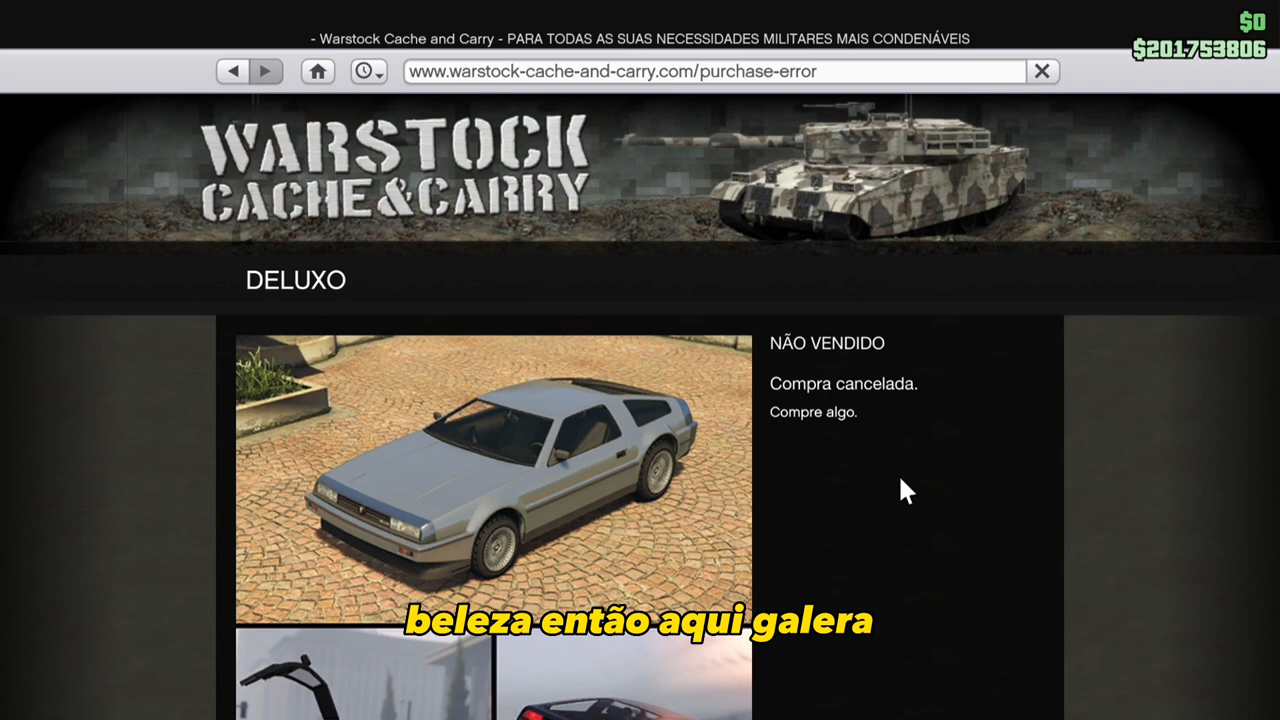 $0
$201753806
- Warstock Cache and Carry - PARA TODAS AS SUAS NECESSIDADES MILITARES MAIS CONDENÁVEIS
www.warstock-cache-and-carry.com/purchase-error
WARSTOCK
CACHE&CARRY
DELUXO
NÃO VENDIDO
Compra cancelada.
Compre algo.
beleza então aqui galera